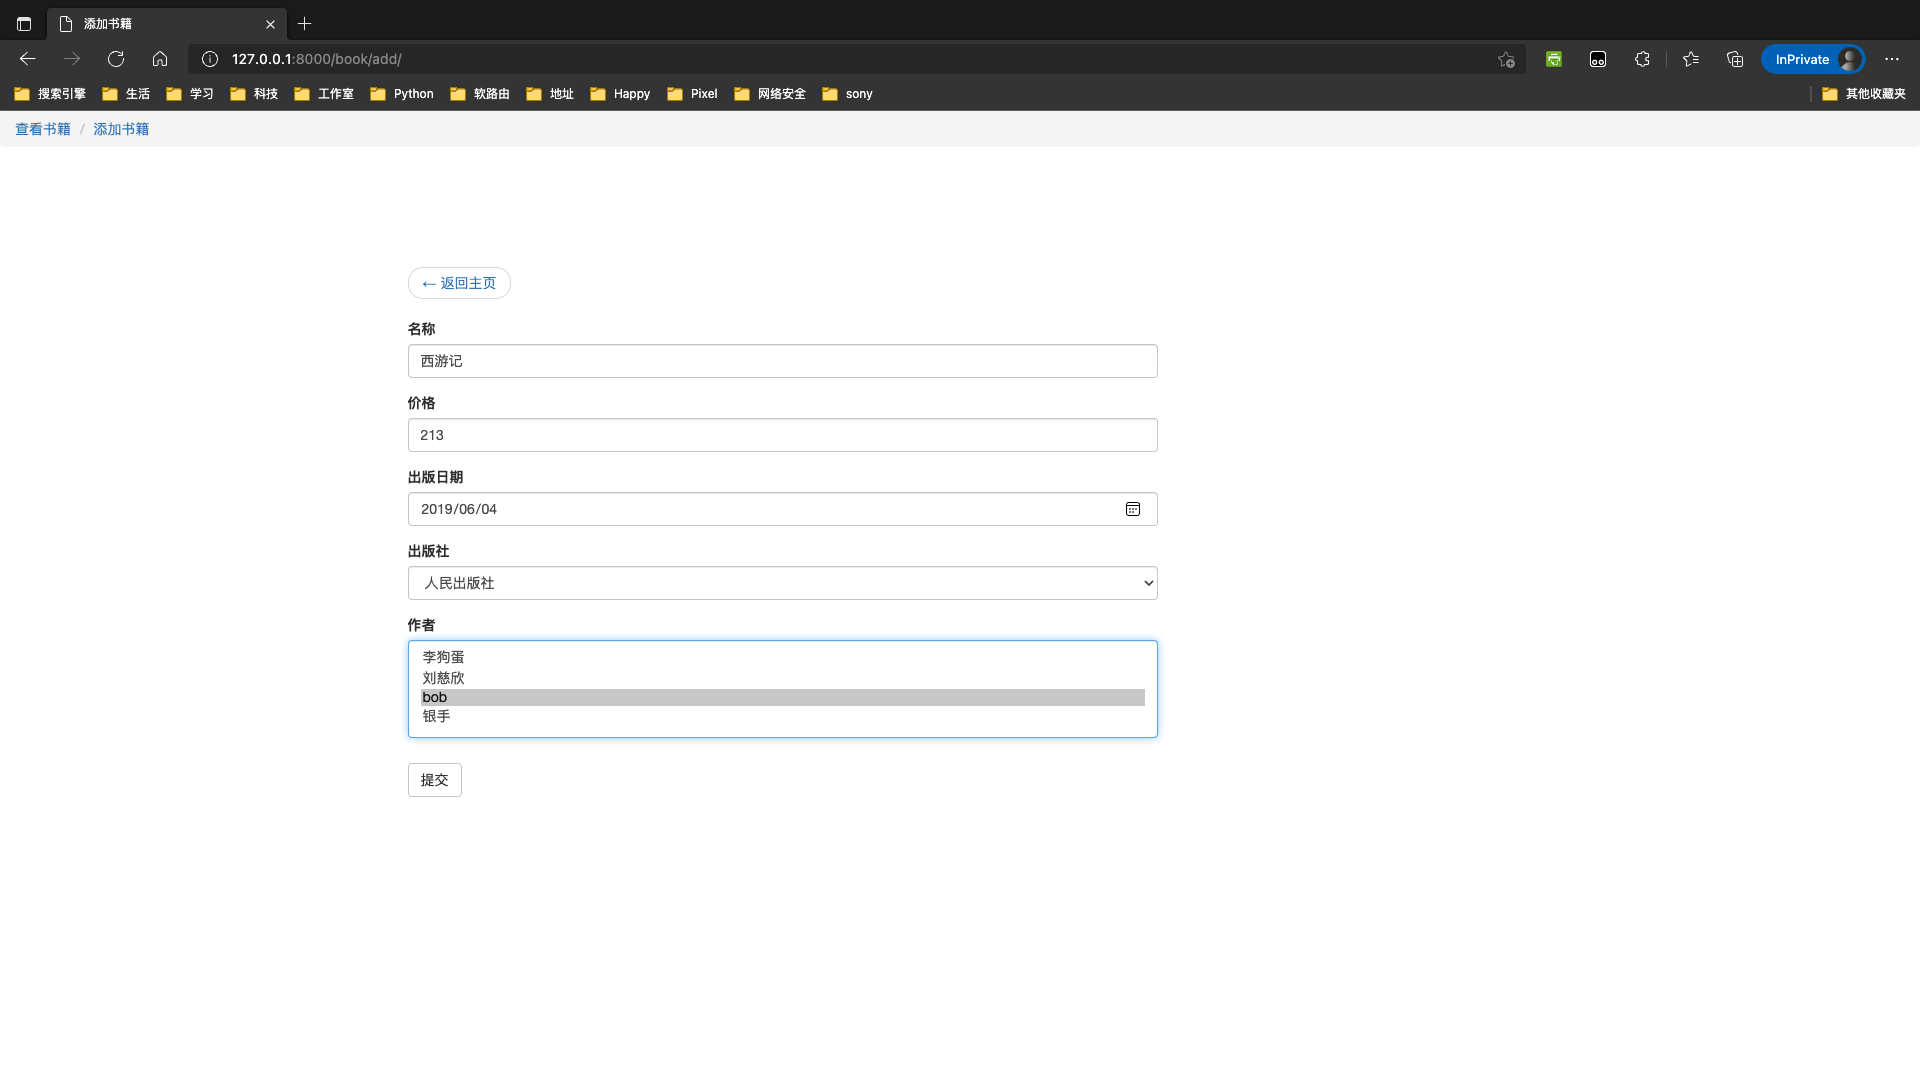 添加书籍
127.0.0.1:8000/book/add/
InPrivate
搜索引擎 生活 学习 科技 工作室 Python 软路由 地址 Happy Pixel 网络安全 sony 其他收藏夹
查看书籍 / 添加书籍
← 返回主页
名称
西游记
价格
213
出版日期
2019/06/04
出版社
人民出版社
作者
李狗蛋
刘慈欣
bob
银手
提交